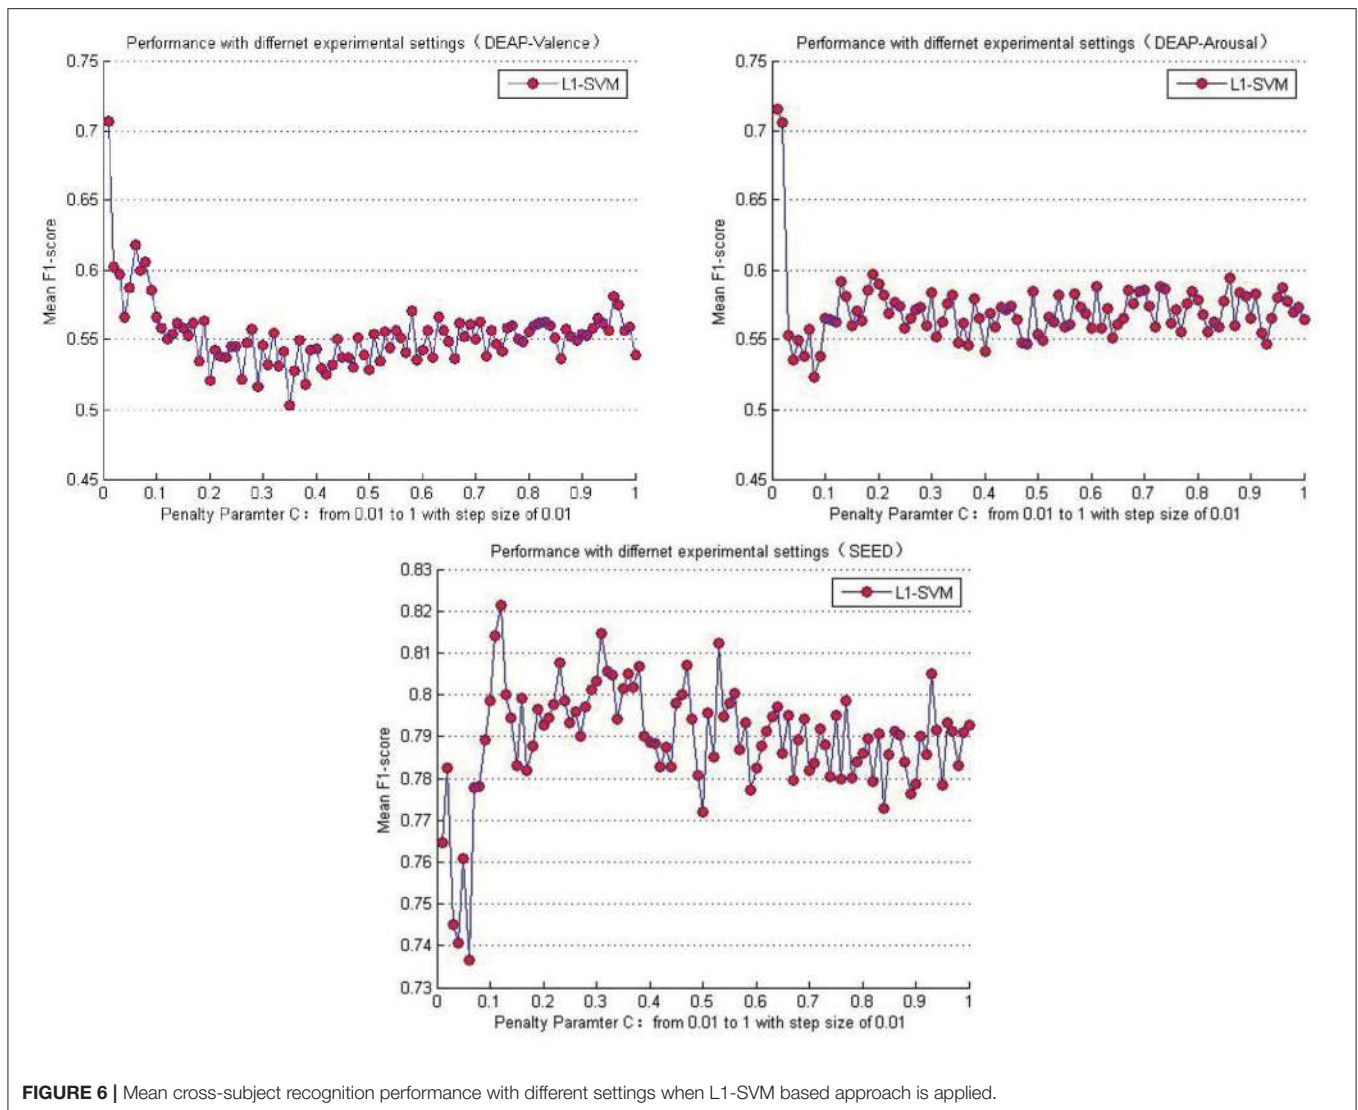 Performance with differnet experimental settings（DEAP-Valence）
0.75
0.7
0.65
0.6
0.55
0.5
0.45
Mean F1-score
L1-SVM
0 0.1 0.2 0.3 0.4 0.5 0.6 0.7 0.8 0.9 1
Penalty Paramter C：from 0.01 to 1 with step size of 0.01
Performance with differnet experimental settings（DEAP-Arousal）
0.75
0.7
0.65
0.6
0.55
0.5
0.45
Mean F1-score
L1-SVM
0 0.1 0.2 0.3 0.4 0.5 0.6 0.7 0.8 0.9 1
Penalty Paramter C：from 0.01 to 1 with step size of 0.01
Performance with differnet experimental settings（SEED）
0.83
0.82
0.81
0.8
0.79
0.78
0.77
0.76
0.75
0.74
0.73
Mean F1-score
L1-SVM
0 0.1 0.2 0.3 0.4 0.5 0.6 0.7 0.8 0.9 1
Penalty Paramter C：from 0.01 to 1 with step size of 0.01
FIGURE 6 | Mean cross-subject recognition performance with different settings when L1-SVM based approach is applied.